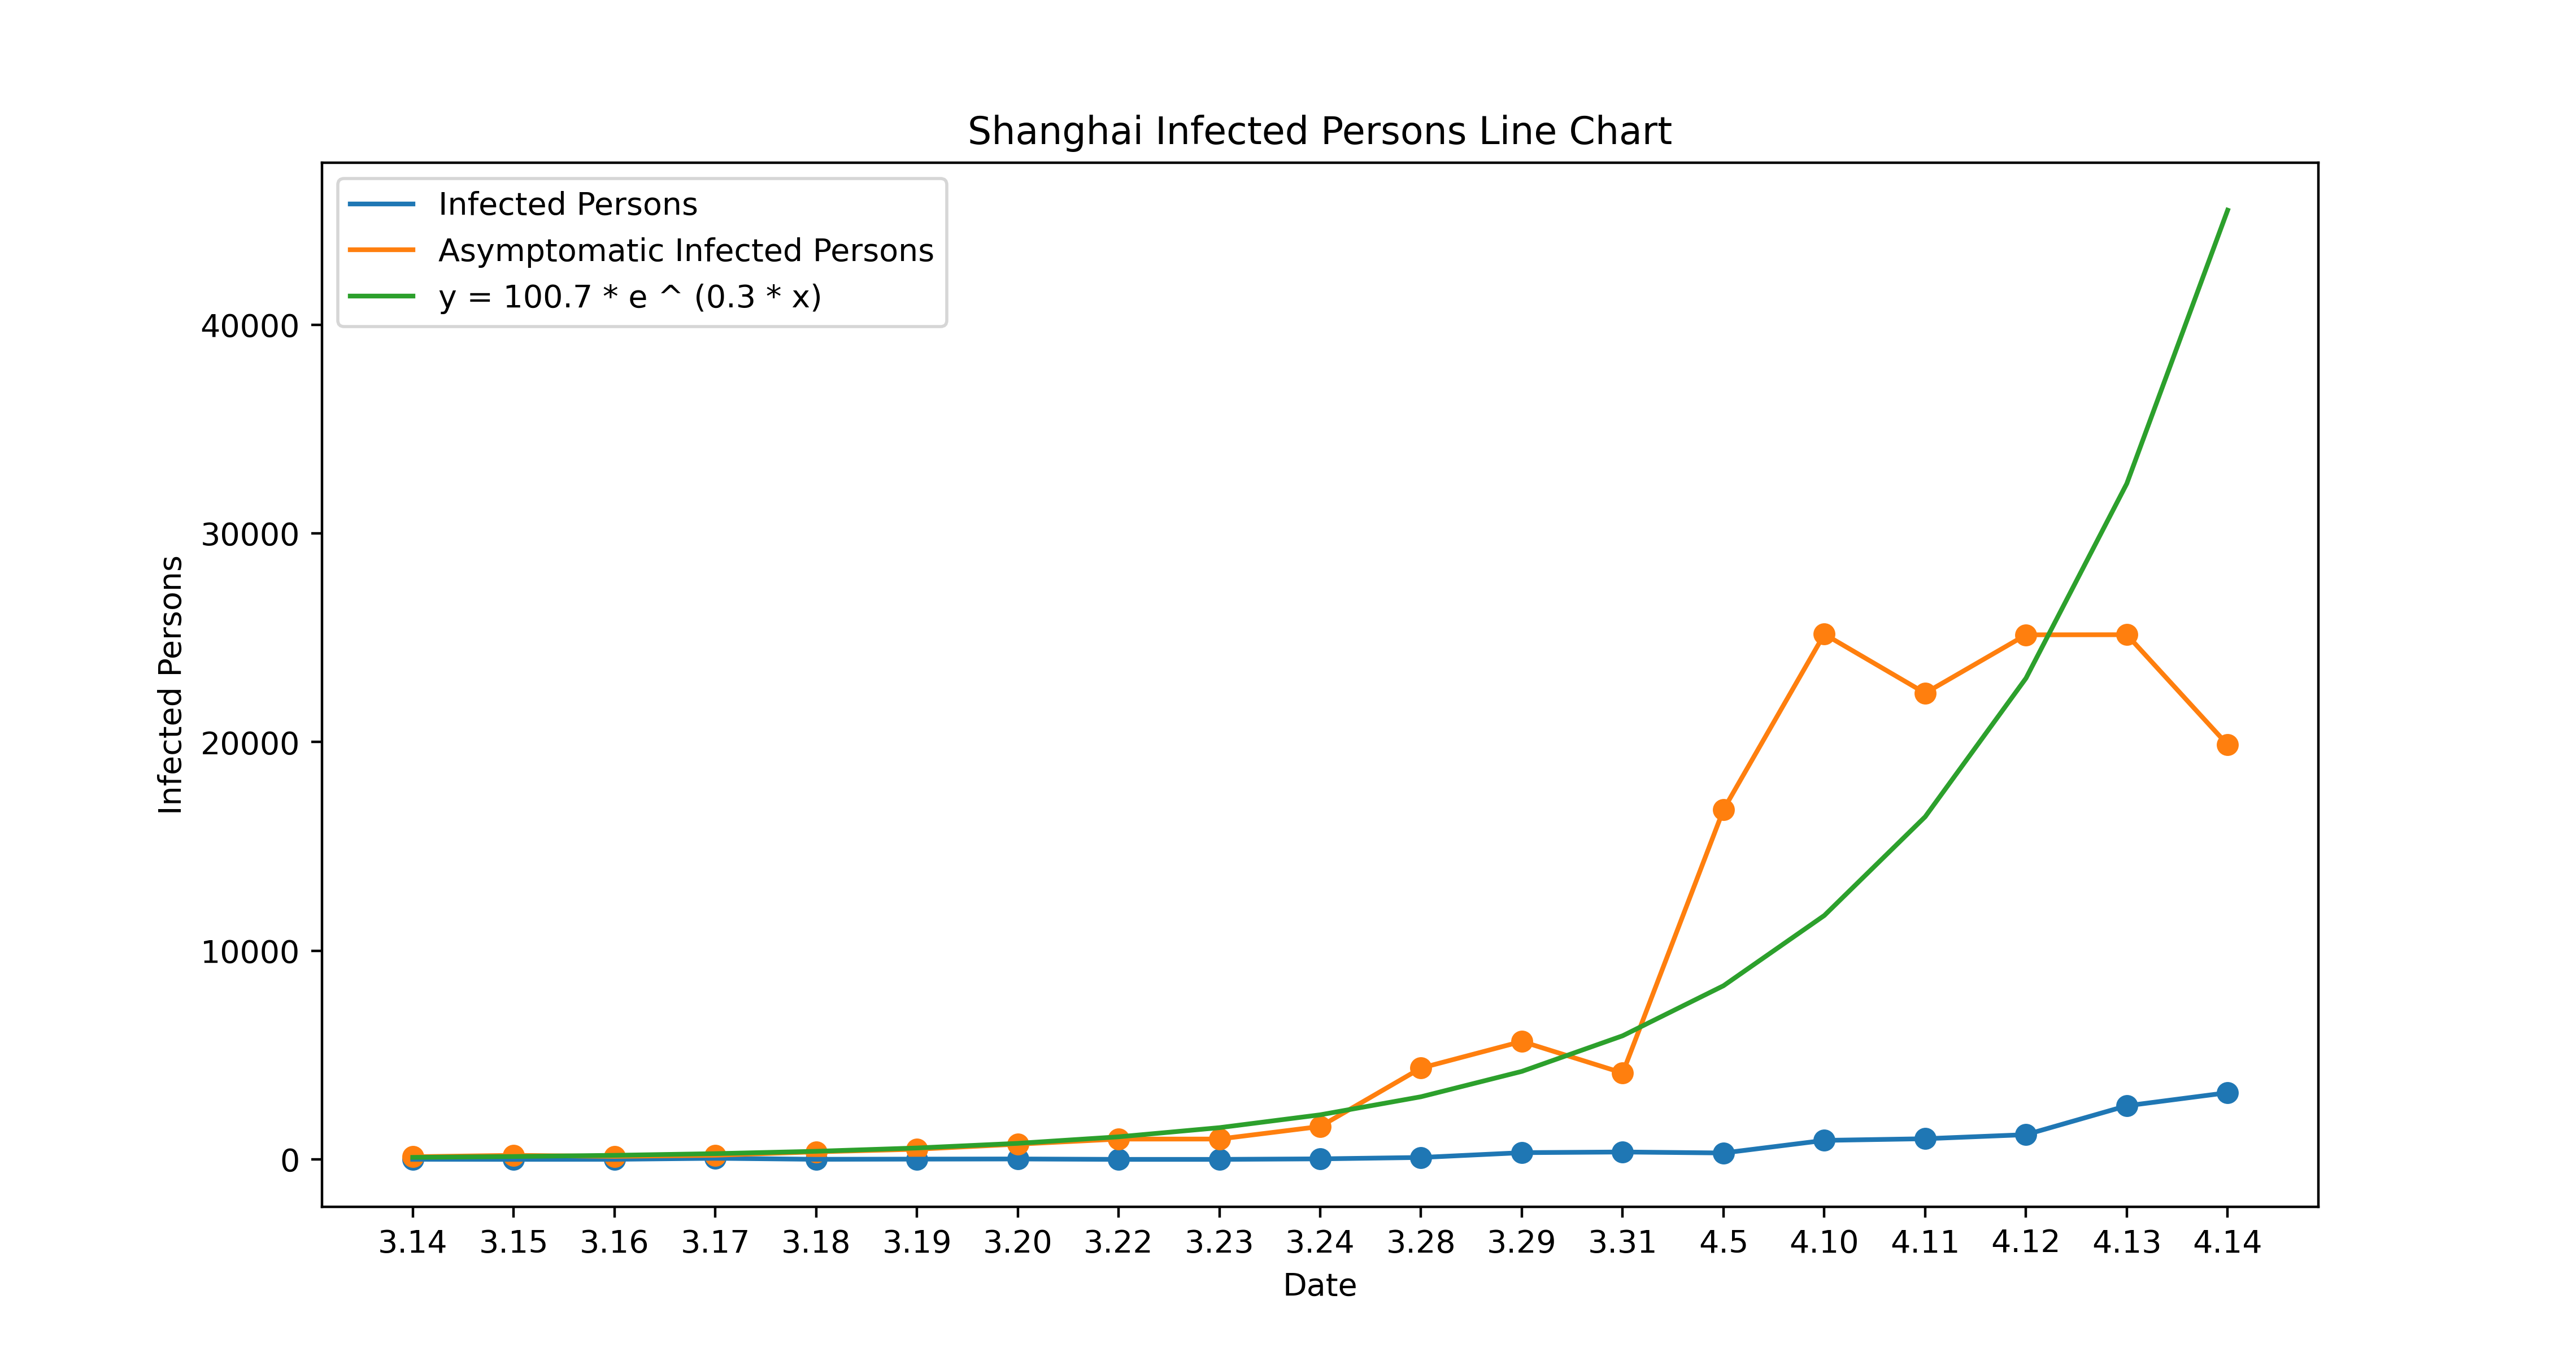 Shanghai Infected Persons Line Chart
Infected Persons
Asymptomatic Infected Persons
y = 100.7 * e ^ (0.3 * x)
Infected Persons
40000
30000
20000
10000
0
3.14 3.15 3.16 3.17 3.18 3.19 3.20 3.22 3.23 3.24 3.28 3.29 3.31 4.5 4.10 4.11 4.12 4.13 4.14
Date